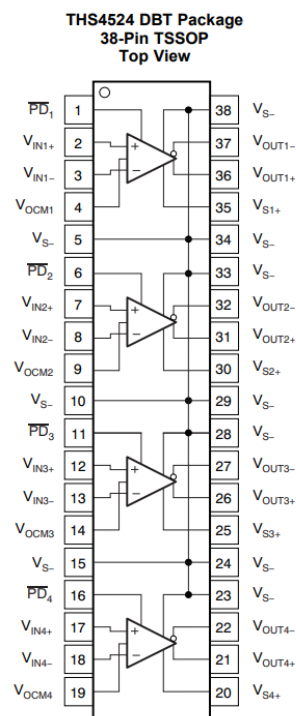 THS4524 DBT Package
38-Pin TSSOP
Top View
PD1 1 38 VS−
VIN1+ 2 37 VOUT1−
VIN1− 3 36 VOUT1+
VOCM1 4 35 VS1+
VS− 5 34 VS−
PD2 6 33 VS−
VIN2+ 7 32 VOUT2−
VIN2− 8 31 VOUT2+
VOCM2 9 30 VS2+
VS− 10 29 VS−
PD3 11 28 VS−
VIN3+ 12 27 VOUT3−
VIN3− 13 26 VOUT3+
VOCM3 14 25 VS3+
VS− 15 24 VS−
PD4 16 23 VS−
VIN4+ 17 22 VOUT4−
VIN4− 18 21 VOUT4+
VOCM4 19 20 VS4+
+
−
+
−
+
−
+
−